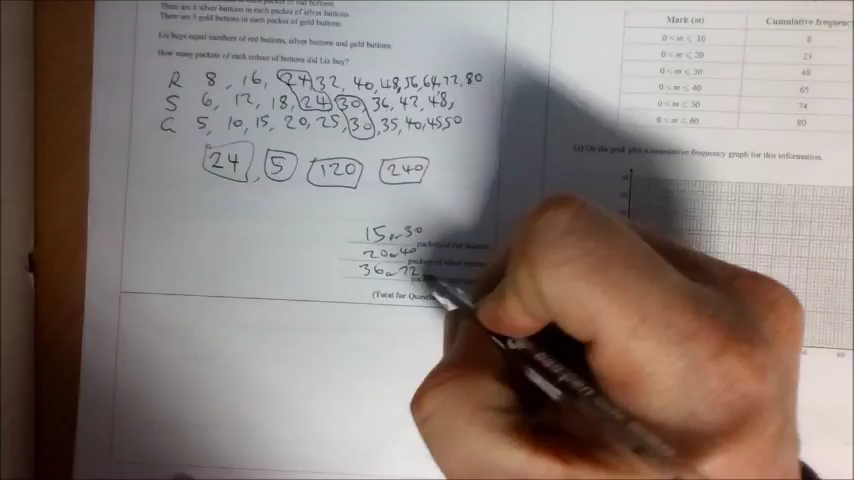 There are 6 silver buttons in each packet of silver buttons.
There are 5 gold buttons in each packet of gold buttons.
Liz buys equal numbers of red buttons, silver buttons and gold buttons.
How many packets of each colour of buttons did Liz buy?
R 8, 16, 24, 32, 40, 48, 56, 64, 72, 80
S 6, 12, 18, 24, 30, 36, 42, 48,
G 5, 10, 15, 20, 25, 30, 35, 40, 45, 50
24, 5 120 240
15 or 30
packets of red buttons
20 or 40
packets of silver buttons
36 or 72
(Total for Questi
Mark (m) Cumulative frequency
0 < m ≤ 10 8
0 < m ≤ 20 23
0 < m ≤ 30 48
0 < m ≤ 40 65
0 < m ≤ 50 74
0 < m ≤ 60 80
On the grid, plot a cumulative frequency graph for this information.